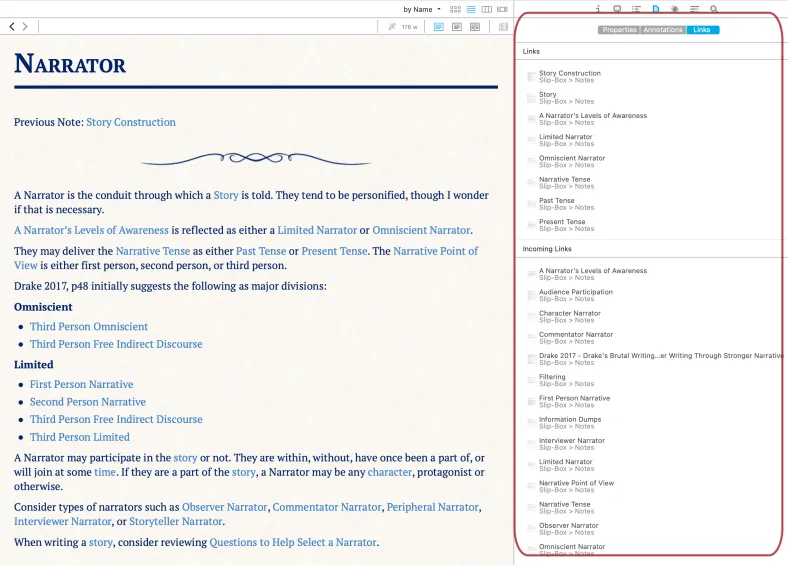 by Name
176 w
NARRATOR
Previous Note: Story Construction
A Narrator is the conduit through which a Story is told. They tend to be personified, though I wonder
if that is necessary.
A Narrator's Levels of Awareness is reflected as either a Limited Narrator or Omniscient Narrator.
They may deliver the Narrative Tense as either Past Tense or Present Tense. The Narrative Point of
View is either first person, second person, or third person.
Drake 2017, p48 initially suggests the following as major divisions:
Omniscient
• Third Person Omniscient
• Third Person Free Indirect Discourse
Limited
• First Person Narrative
• Second Person Narrative
• Third Person Free Indirect Discourse
• Third Person Limited
A Narrator may participate in the story or not. They are within, without, have once been a part of, or
will join at some time. If they are a part of the story, a Narrator may be any character, protagonist or
otherwise.
Consider types of narrators such as Observer Narrator, Commentator Narrator, Peripheral Narrator,
Interviewer Narrator, or Storyteller Narrator.
When writing a story, consider reviewing Questions to Help Select a Narrator.
Properties Annotations Links
Links
Story Construction
Slip-Box > Notes
Story
Slip-Box > Notes
A Narrator's Levels of Awareness
Slip-Box > Notes
Limited Narrator
Slip-Box > Notes
Omniscient Narrator
Slip-Box > Notes
Narrative Tense
Slip-Box > Notes
Past Tense
Slip-Box > Notes
Present Tense
Slip-Box > Notes
Incoming Links
A Narrator's Levels of Awareness
Slip-Box > Notes
Audience Participation
Slip-Box > Notes
Character Narrator
Slip-Box > Notes
Commentator Narrator
Slip-Box > Notes
Drake 2017 - Drake's Brutal Writing...er Writing Through Stronger Narrative
Slip-Box > Notes
Filtering
Slip-Box > Notes
First Person Narrative
Slip-Box > Notes
Information Dumps
Slip-Box > Notes
Interviewer Narrator
Slip-Box > Notes
Limited Narrator
Slip-Box > Notes
Narrative Point of View
Slip-Box > Notes
Narrative Tense
Slip-Box > Notes
Observer Narrator
Slip-Box > Notes
Omniscient Narrator
Slip-Box > Notes